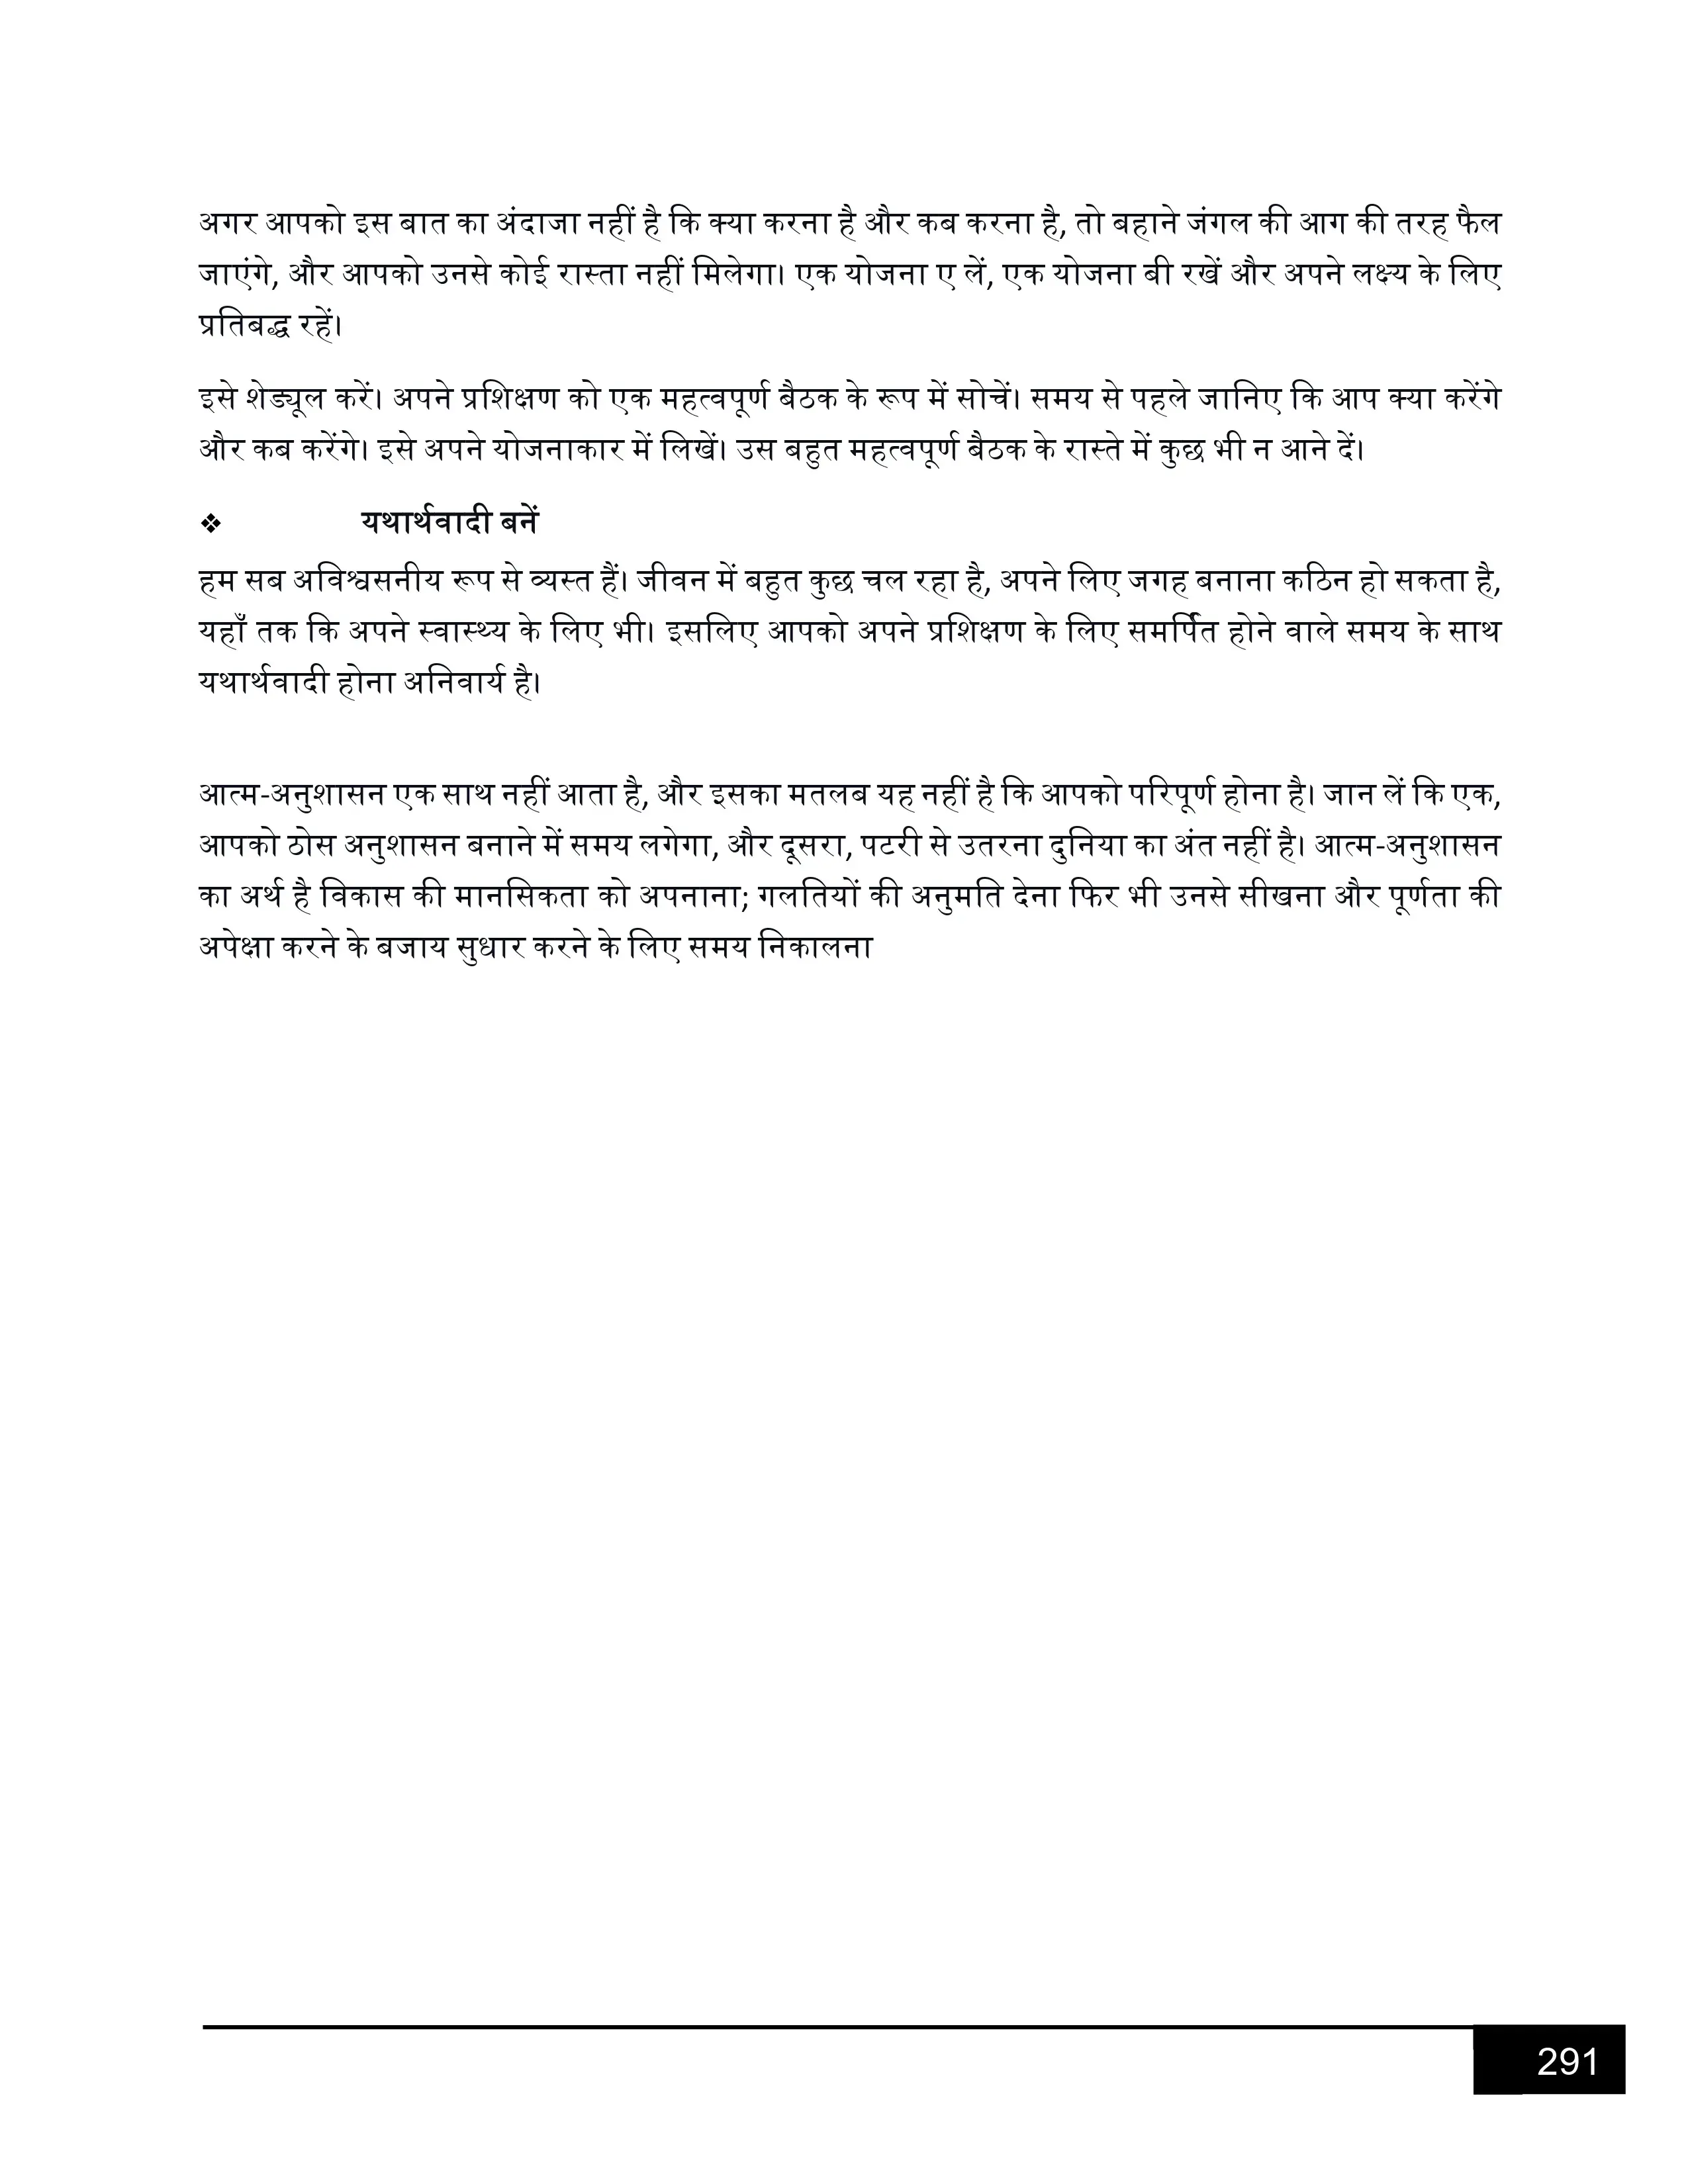 अगर आपको इस बात का अंदाजा नहीं है कि क्या करना है और कब करना है, तो बहाने जंगल की आग की तरह फैल
जाएंगे, और आपको उनसे कोई रास्ता नहीं मिलेगा। एक योजना ए लें, एक योजना बी रखें और अपने लक्ष्य के लिए
प्रतिबद्ध रहें।
इसे शेड्यूल करें। अपने प्रशिक्षण को एक महत्वपूर्ण बैठक के रूप में सोचें। समय से पहले जानिए कि आप क्या करेंगे
और कब करेंगे। इसे अपने योजनाकार में लिखें। उस बहुत महत्वपूर्ण बैठक के रास्ते में कुछ भी न आने दें।
❖ यथार्थवादी बनें
हम सब अविश्वसनीय रूप से व्यस्त हैं। जीवन में बहुत कुछ चल रहा है, अपने लिए जगह बनाना कठिन हो सकता है,
यहाँ तक कि अपने स्वास्थ्य के लिए भी। इसलिए आपको अपने प्रशिक्षण के लिए समर्पित होने वाले समय के साथ
यथार्थवादी होना अनिवार्य है।
आत्म-अनुशासन एक साथ नहीं आता है, और इसका मतलब यह नहीं है कि आपको परिपूर्ण होना है। जान लें कि एक,
आपको ठोस अनुशासन बनाने में समय लगेगा, और दूसरा, पटरी से उतरना दुनिया का अंत नहीं है। आत्म-अनुशासन
का अर्थ है विकास की मानसिकता को अपनाना; गलतियों की अनुमति देना फिर भी उनसे सीखना और पूर्णता की
अपेक्षा करने के बजाय सुधार करने के लिए समय निकालना
291